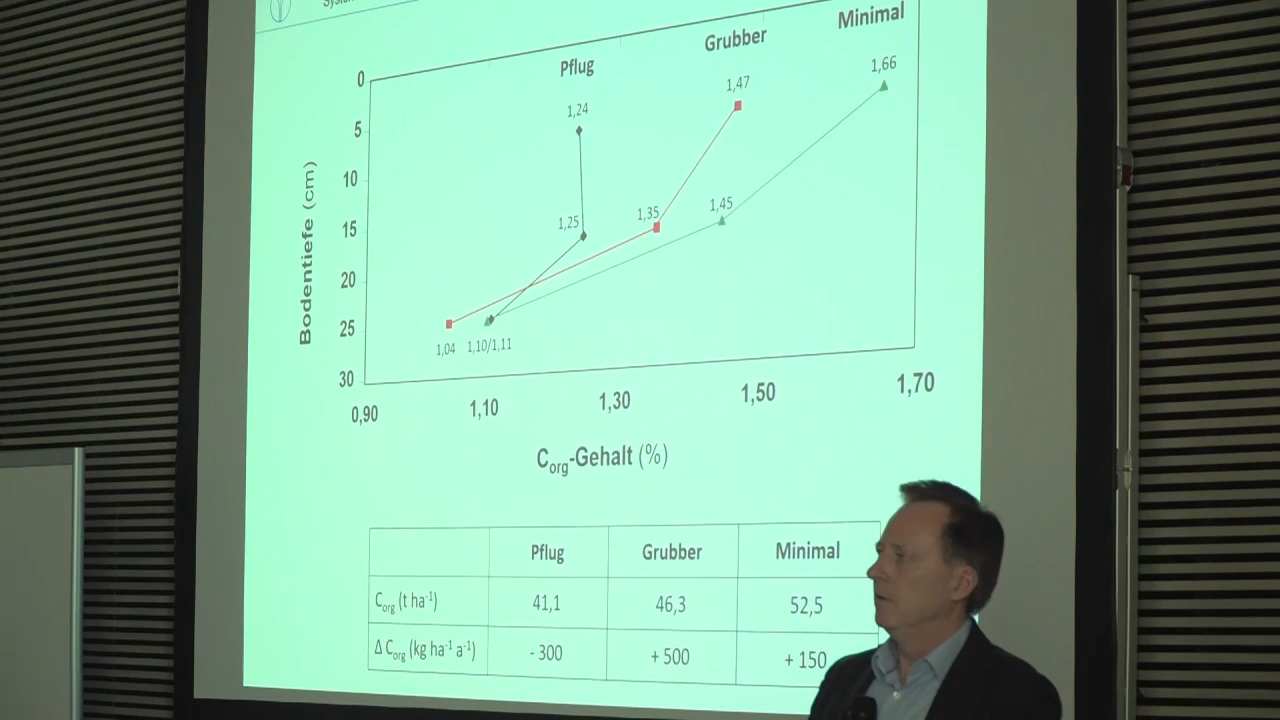 Minimal
Grubber
Pflug
0
5
10
15
20
25
30
Bodentiefe (cm)
1,24
1,47
1,66
1,25
1,35
1,45
1,04
1,10/1,11
0,90
1,10
1,30
1,50
1,70
Corg-Gehalt (%)
Pflug Grubber Minimal
Corg (t ha-1) 41,1 46,3 52,5
Δ Corg (kg ha-1 a-1) - 300 + 500 + 150